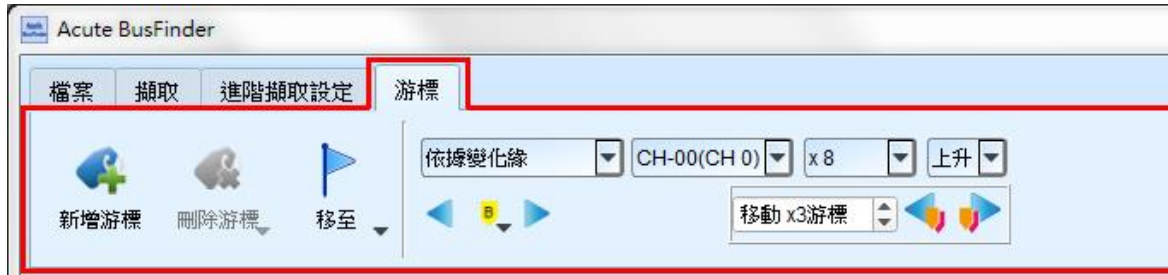 Acute BusFinder
檔案 擷取 進階擷取設定 游標
依據變化緣 CH-00(CH 0) x 8 上升
新增游標 刪除游標 移至 B 移動 x3游標